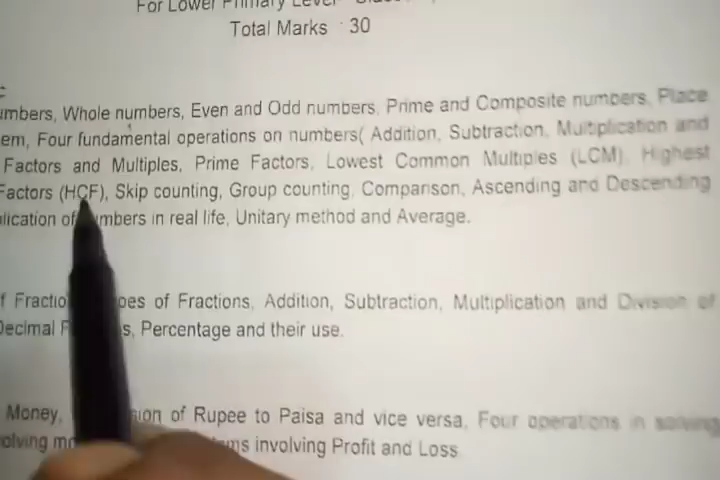 For Lower Primary Level
Total Marks : 30
umbers, Whole numbers, Even and Odd numbers, Prime and Composite numbers, Place
em, Four fundamental operations on numbers( Addition, Subtraction, Multiplication and
Factors and Multiples, Prime Factors, Lowest Common Multiples (LCM), Highest
Factors (HCF), Skip counting, Group counting, Comparison, Ascending and Descending
lication of umbers in real life, Unitary method and Average.
f Fractio pes of Fractions, Addition, Subtraction, Multiplication and Division of
Decimal F s, Percentage and their use.
Money, sion of Rupee to Paisa and vice versa, Four operations in solving
olving mo ms involving Profit and Loss